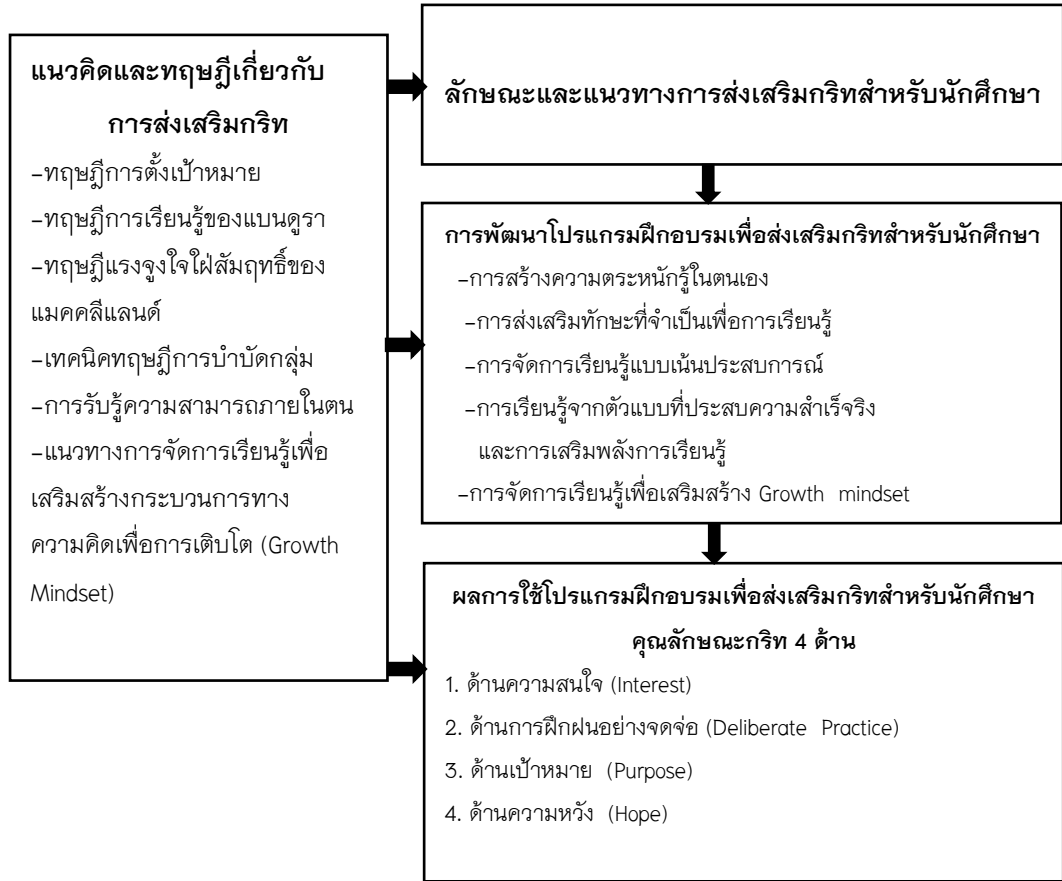 แนวคิดและทฤษฎีเกี่ยวกับ
การส่งเสริมกริท
-ทฤษฎีการตั้งเป้าหมาย
-ทฤษฎีการเรียนรู้ของแบนดูรา
-ทฤษฎีแรงจูงใจใฝ่สัมฤทธิ์ของ
แมคคลีแลนด์
-เทคนิคทฤษฎีการบำบัดกลุ่ม
-การรับรู้ความสามารถภายในตน
-แนวทางการจัดการเรียนรู้เพื่อ
เสริมสร้างกระบวนการทาง
ความคิดเพื่อการเติบโต (Growth
Mindset)
ลักษณะและแนวทางการส่งเสริมกริทสำหรับนักศึกษา
การพัฒนาโปรแกรมฝึกอบรมเพื่อส่งเสริมกริทสำหรับนักศึกษา
-การสร้างความตระหนักรู้ในตนเอง
-การส่งเสริมทักษะที่จำเป็นเพื่อการเรียนรู้
-การจัดการเรียนรู้แบบเน้นประสบการณ์
-การเรียนรู้จากตัวแบบที่ประสบความสำเร็จจริง
และการเสริมพลังการเรียนรู้
-การจัดการเรียนรู้เพื่อเสริมสร้าง Growth mindset
ผลการใช้โปรแกรมฝึกอบรมเพื่อส่งเสริมกริทสำหรับนักศึกษา
คุณลักษณะกริท 4 ด้าน
1. ด้านความสนใจ (Interest)
2. ด้านการฝึกฝนอย่างจดจ่อ (Deliberate Practice)
3. ด้านเป้าหมาย (Purpose)
4. ด้านความหวัง (Hope)